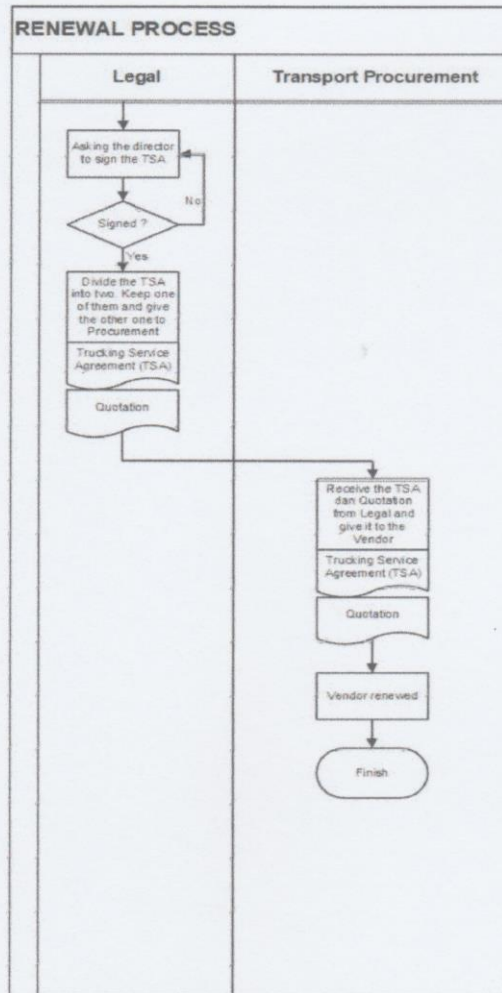 RENEWAL PROCESS
Legal
Transport Procurement
Asking the director
to sign the TSA
No
Signed ?
Yes
Divide the TSA
into two. Keep one
of them and give
the other one to
Procurement
Trucking Service
Agreement (TSA)
Quotation
Receive the TSA
dan Quotation
from Legal and
give it to the
Vendor
Trucking Service
Agreement (TSA)
Quotation
Vendor renewed
Finish